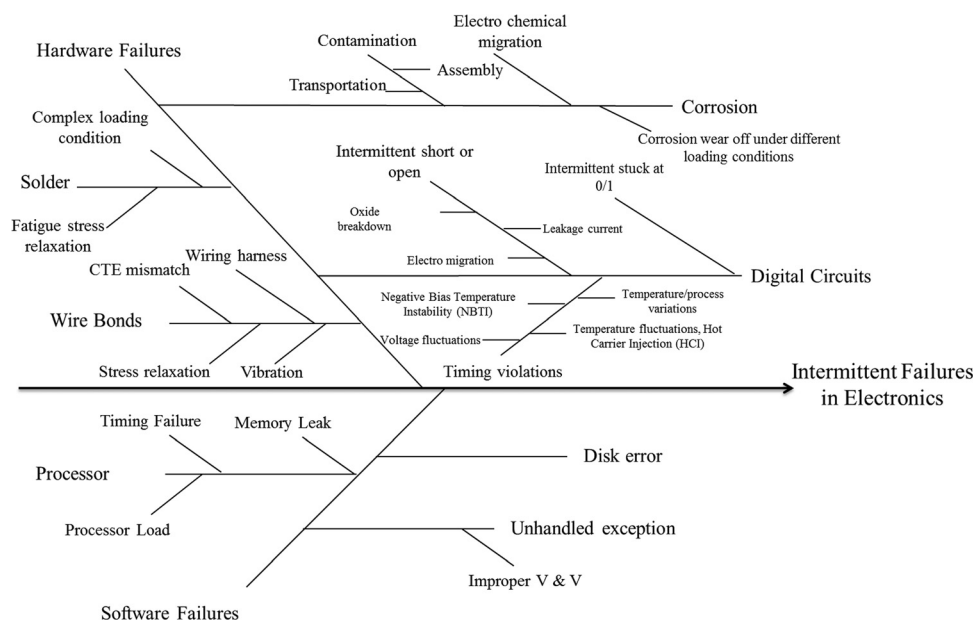 Electro chemical
migration
Contamination
Hardware Failures
Assembly
Transportation
Corrosion
Complex loading
condition
Corrosion wear off under different
loading conditions
Intermittent short or
open
Intermittent stuck at
0/1
Solder
Oxide
breakdown
Fatigue stress
relaxation
Leakage current
Wiring harness
Electro migration
CTE mismatch
Digital Circuits
Negative Bias Temperature
Instability (NBTI)
Temperature/process
variations
Wire Bonds
Voltage fluctuations
Temperature fluctuations, Hot
Carrier Injection (HCI)
Stress relaxation
Vibration
Timing violations
Intermittent Failures
in Electronics
Timing Failure
Memory Leak
Disk error
Processor
Processor Load
Unhandled exception
Improper V & V
Software Failures